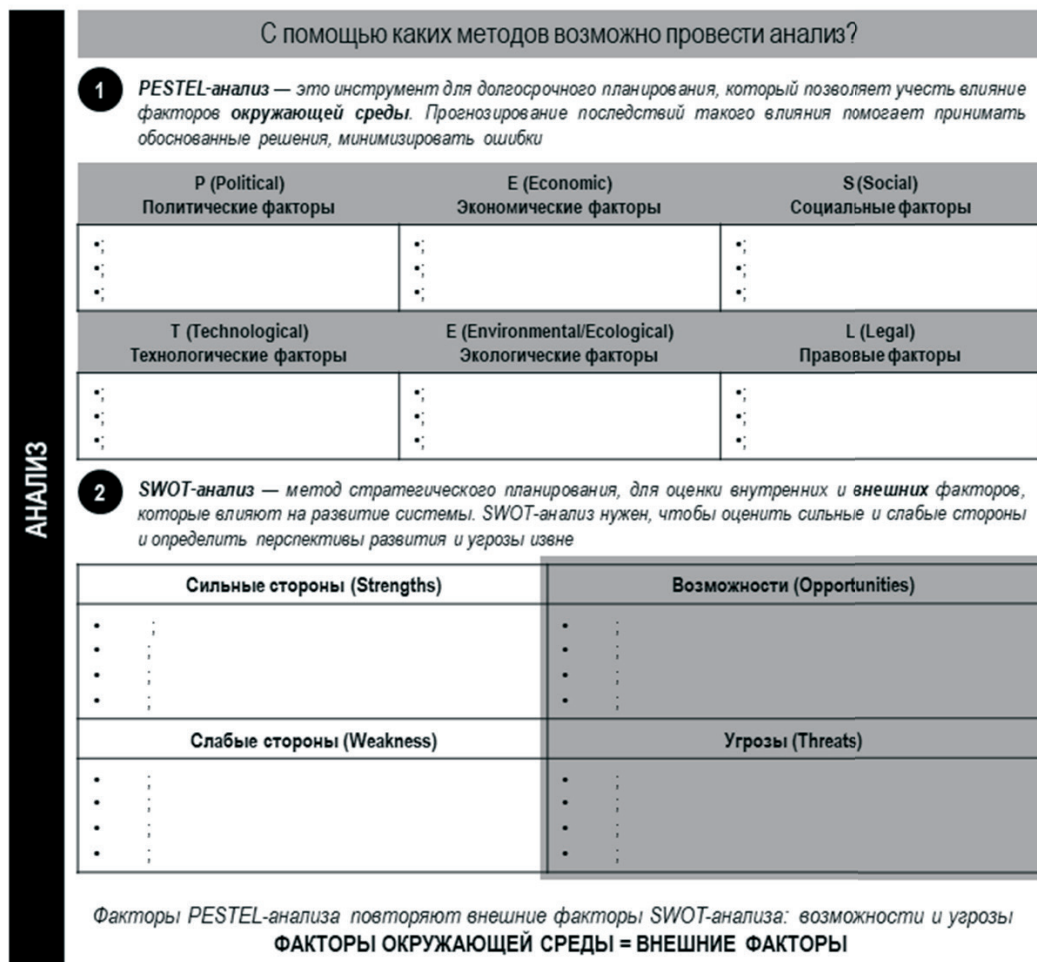 АНАЛИЗ
С помощью каких методов возможно провести анализ?
1
PESTEL-анализ — это инструмент для долгосрочного планирования, который позволяет учесть влияние
факторов окружающей среды. Прогнозирование последствий такого влияния помогает принимать
обоснованные решения, минимизировать ошибки
P (Political)
Политические факторы
E (Economic)
Экономические факторы
S (Social)
Социальные факторы
•;
•;
•;
•;
•;
•;
•;
•;
•;
T (Technological)
Технологические факторы
E (Environmental/Ecological)
Экологические факторы
L (Legal)
Правовые факторы
•;
•;
•;
•;
•;
•;
•;
•;
•;
2
SWOT-анализ — метод стратегического планирования, для оценки внутренних и внешних факторов,
которые влияют на развитие системы. SWOT-анализ нужен, чтобы оценить сильные и слабые стороны
и определить перспективы развития и угрозы извне
Сильные стороны (Strengths)
Возможности (Opportunities)
• ;
• ;
• ;
• ;
• ;
• ;
• ;
• ;
Слабые стороны (Weakness)
Угрозы (Threats)
• ;
• ;
• ;
• ;
• ;
• ;
• ;
• ;
Факторы PESTEL-анализа повторяют внешние факторы SWOT-анализа: возможности и угрозы
ФАКТОРЫ ОКРУЖАЮЩЕЙ СРЕДЫ = ВНЕШНИЕ ФАКТОРЫ